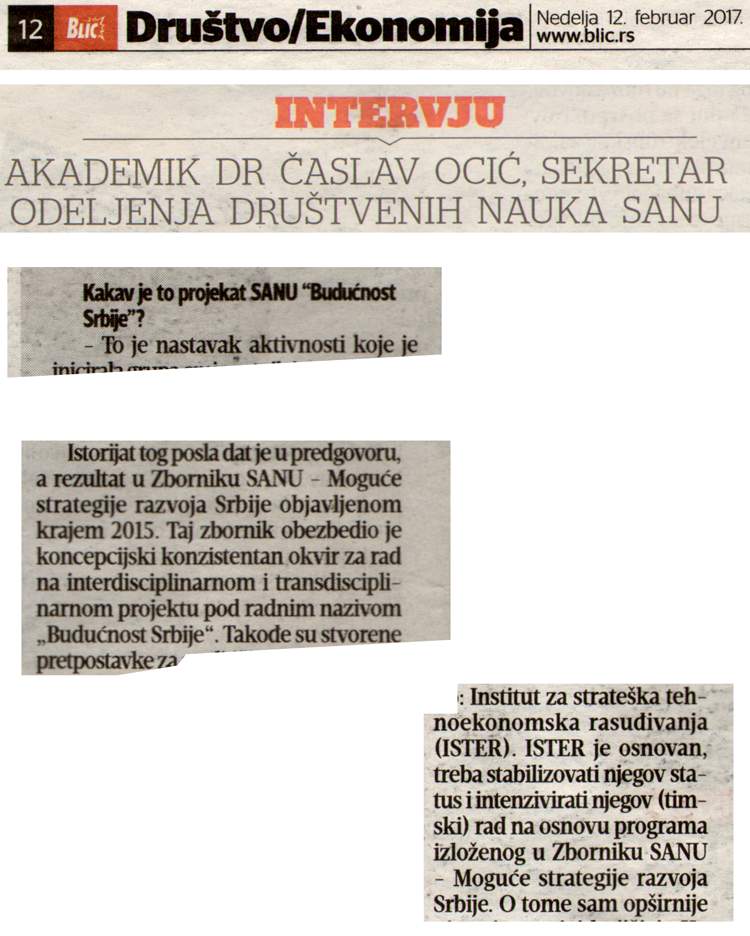 12 BLIC Društvo/Ekonomija Nedelja 12. februar 2017.
www.blic.rs
INTERVJU
AKADEMIK DR ČASLAV OCIĆ, SEKRETAR
ODELJENJA DRUŠTVENIH NAUKA SANU
Kakav je to projekat SANU “Budućnost
Srbije”?
– To je nastavak aktivnosti koje je
inicirala grupa
Istorijat tog posla dat je u predgovoru,
a rezultat u Zborniku SANU – Moguće
strategije razvoja Srbije objavljenom
krajem 2015. Taj zbornik obezbedio je
koncepcijski konzistentan okvir za rad
na interdisciplinarnom i transdiscipli-
narnom projektu pod radnim nazivom
„Budućnost Srbije“. Takođe su stvorene
pretpostavke za
: Institut za strateška teh-
noekonomska rasuđivanja
(ISTER). ISTER je osnovan,
treba stabilizovati njegov sta-
tus i intenzivirati njegov (tim-
ski) rad na osnovu programa
izloženog u Zborniku SANU
– Moguće strategije razvoja
Srbije. O tome sam opširnije